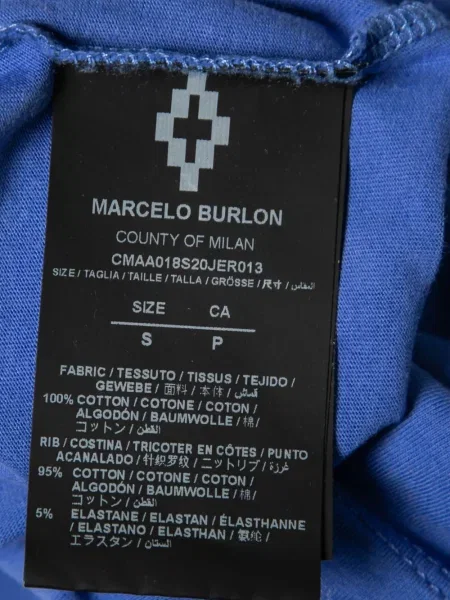 MARCELO BURLON
COUNTY OF MILAN
CMAA018S20JER013
SIZE / TAGLIA / TAILLE / TALLA / GRÖSSE / 尺寸 / المقاس /
SIZE CA
S P
FABRIC / TESSUTO / TISSUS / TEJIDO /
GEWEBE / 面料 / 本体 / قماش /
100% COTTON / COTONE / COTON /
ALGODÓN / BAUMWOLLE / 棉 /
コットン / القطن /
RIB / COSTINA / TRICOTER EN CÔTES / PUNTO
ACANALADO / 针织罗纹 / ニットリブ / غرزة /
95% COTTON / COTONE / COTON /
ALGODÓN / BAUMWOLLE / 棉 /
コットン / القطن /
5% ELASTANE / ELASTAN / ÉLASTHANNE
/ ELASTANO / ELASTHAN / 氨纶 /
エラスタン / الستان /